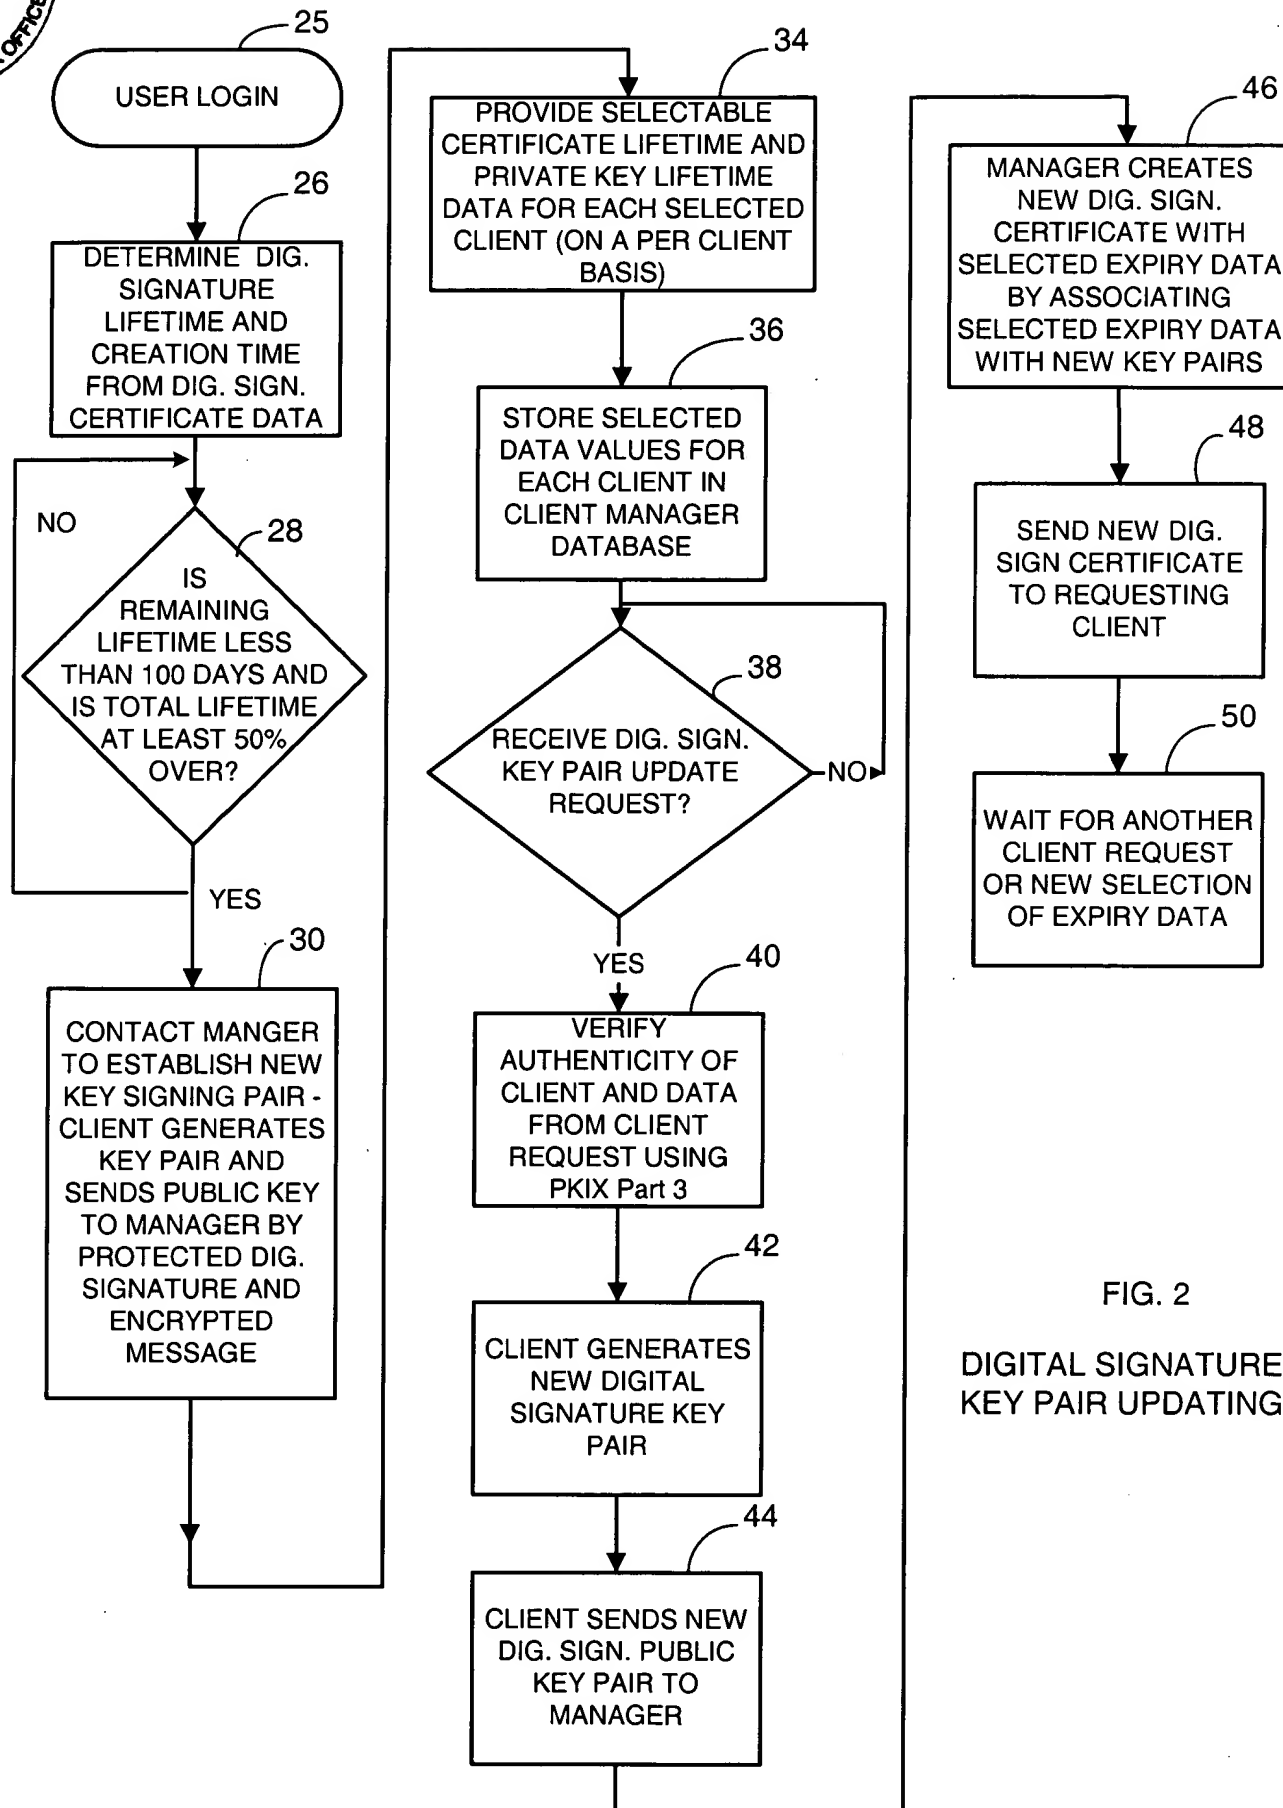 OFFICE
25
USER LOGIN
26
DETERMINE DIG.
SIGNATURE
LIFETIME AND
CREATION TIME
FROM DIG. SIGN.
CERTIFICATE DATA
NO
28
IS
REMAINING
LIFETIME LESS
THAN 100 DAYS AND
IS TOTAL LIFETIME
AT LEAST 50%
OVER?
YES
30
CONTACT MANGER
TO ESTABLISH NEW
KEY SIGNING PAIR -
CLIENT GENERATES
KEY PAIR AND
SENDS PUBLIC KEY
TO MANAGER BY
PROTECTED DIG.
SIGNATURE AND
ENCRYPTED
MESSAGE
34
PROVIDE SELECTABLE
CERTIFICATE LIFETIME AND
PRIVATE KEY LIFETIME
DATA FOR EACH SELECTED
CLIENT (ON A PER CLIENT
BASIS)
36
STORE SELECTED
DATA VALUES FOR
EACH CLIENT IN
CLIENT MANAGER
DATABASE
38
RECEIVE DIG. SIGN.
KEY PAIR UPDATE
REQUEST?
NO
YES
40
VERIFY
AUTHENTICITY OF
CLIENT AND DATA
FROM CLIENT
REQUEST USING
PKIX Part 3
42
CLIENT GENERATES
NEW DIGITAL
SIGNATURE KEY
PAIR
44
CLIENT SENDS NEW
DIG. SIGN. PUBLIC
KEY PAIR TO
MANAGER
46
MANAGER CREATES
NEW DIG. SIGN.
CERTIFICATE WITH
SELECTED EXPIRY DATA
BY ASSOCIATING
SELECTED EXPIRY DATA
WITH NEW KEY PAIRS
48
SEND NEW DIG.
SIGN CERTIFICATE
TO REQUESTING
CLIENT
50
WAIT FOR ANOTHER
CLIENT REQUEST
OR NEW SELECTION
OF EXPIRY DATA
FIG. 2
DIGITAL SIGNATURE
KEY PAIR UPDATING